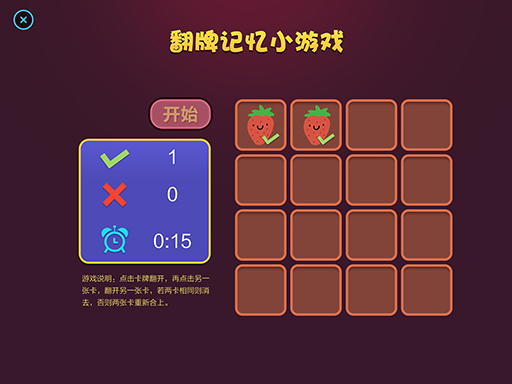 翻牌记忆小游戏
开始
1
0
0:15
游戏说明：点击卡牌翻开，再点击另一
张卡，翻开另一张卡，若两卡相同则消
去，否则两张卡重新合上。